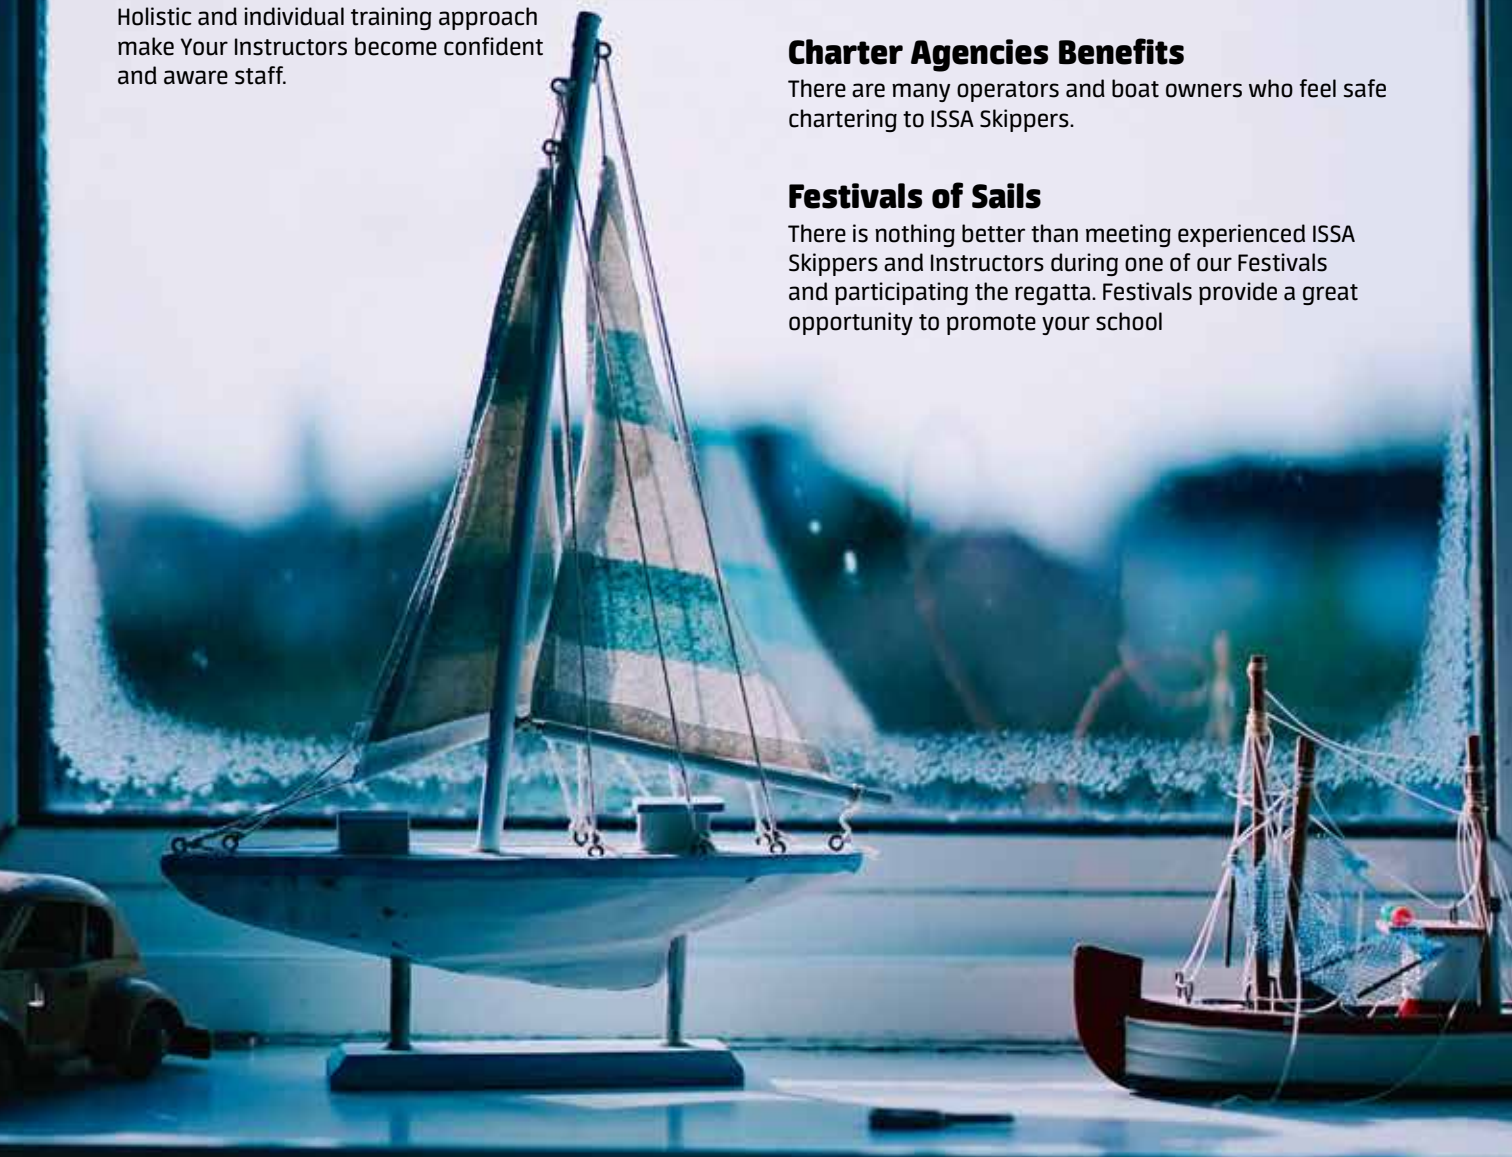 Holistic and individual training approach
make Your Instructors become confident
and aware staff.
Charter Agencies Benefits
There are many operators and boat owners who feel safe
chartering to ISSA Skippers.
Festivals of Sails
There is nothing better than meeting experienced ISSA
Skippers and Instructors during one of our Festivals
and participating the regatta. Festivals provide a great
opportunity to promote your school